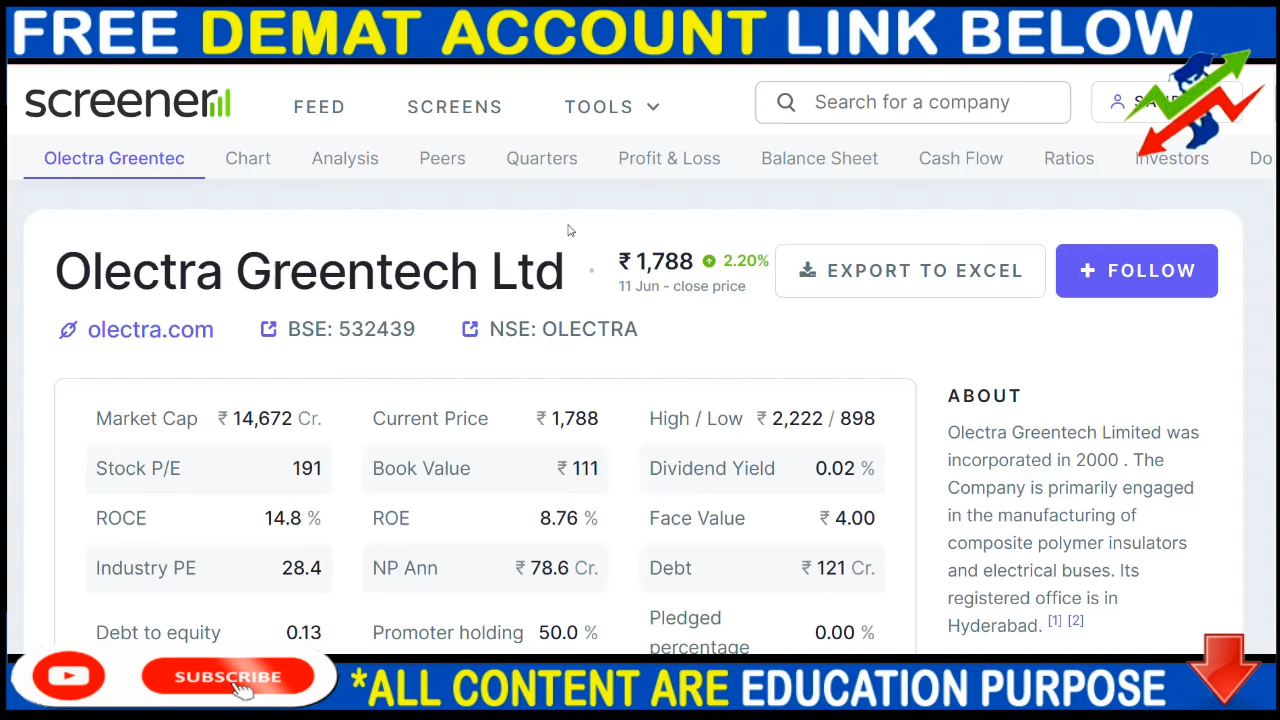 FREE DEMAT ACCOUNT LINK BELOW
screener
FEED SCREENS TOOLS
Search for a company
Olectra Greentec Chart Analysis Peers Quarters Profit & Loss Balance Sheet Cash Flow Ratios Investors Do
Olectra Greentech Ltd
₹ 1,788 2.20%
11 Jun - close price
EXPORT TO EXCEL
+ FOLLOW
olectra.com BSE: 532439 NSE: OLECTRA
Market Cap ₹ 14,672 Cr. Current Price ₹ 1,788 High / Low ₹ 2,222 / 898
Stock P/E 191 Book Value ₹ 111 Dividend Yield 0.02 %
ROCE 14.8 % ROE 8.76 % Face Value ₹ 4.00
Industry PE 28.4 NP Ann ₹ 78.6 Cr. Debt ₹ 121 Cr.
Debt to equity 0.13 Promoter holding 50.0 % Pledged percentage 0.00 %
ABOUT
Olectra Greentech Limited was
incorporated in 2000 . The
Company is primarily engaged
in the manufacturing of
composite polymer insulators
and electrical buses. Its
registered office is in
Hyderabad. [1] [2]
SUBSCRIBE
*ALL CONTENT ARE EDUCATION PURPOSE